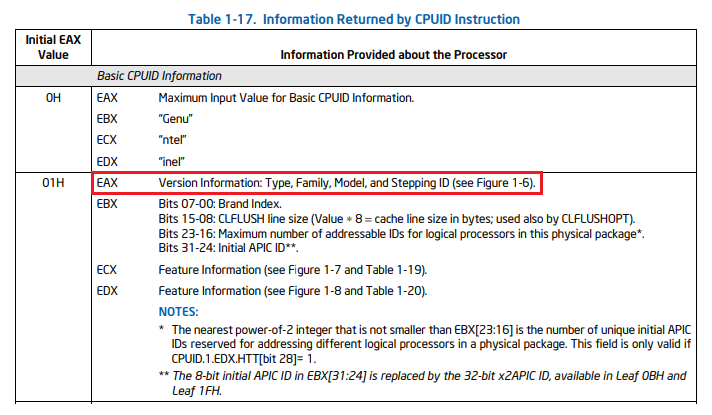 Table 1-17. Information Returned by CPUID Instruction
Initial EAX
Value
Information Provided about the Processor
Basic CPUID Information
0H EAX Maximum Input Value for Basic CPUID Information.
EBX "Genu"
ECX "ntel"
EDX "inel"
01H EAX Version Information: Type, Family, Model, and Stepping ID (see Figure 1-6).
EBX Bits 07-00: Brand Index.
Bits 15-08: CLFLUSH line size (Value ∗ 8 = cache line size in bytes; used also by CLFLUSHOPT).
Bits 23-16: Maximum number of addressable IDs for logical processors in this physical package*.
Bits 31-24: Initial APIC ID**.
ECX Feature Information (see Figure 1-7 and Table 1-19).
EDX Feature Information (see Figure 1-8 and Table 1-20).
NOTES:
* The nearest power-of-2 integer that is not smaller than EBX[23:16] is the number of unique initial APIC
IDs reserved for addressing different logical processors in a physical package. This field is only valid if
CPUID.1.EDX.HTT[bit 28]= 1.
** The 8-bit initial APIC ID in EBX[31:24] is replaced by the 32-bit x2APIC ID, available in Leaf 0BH and
Leaf 1FH.